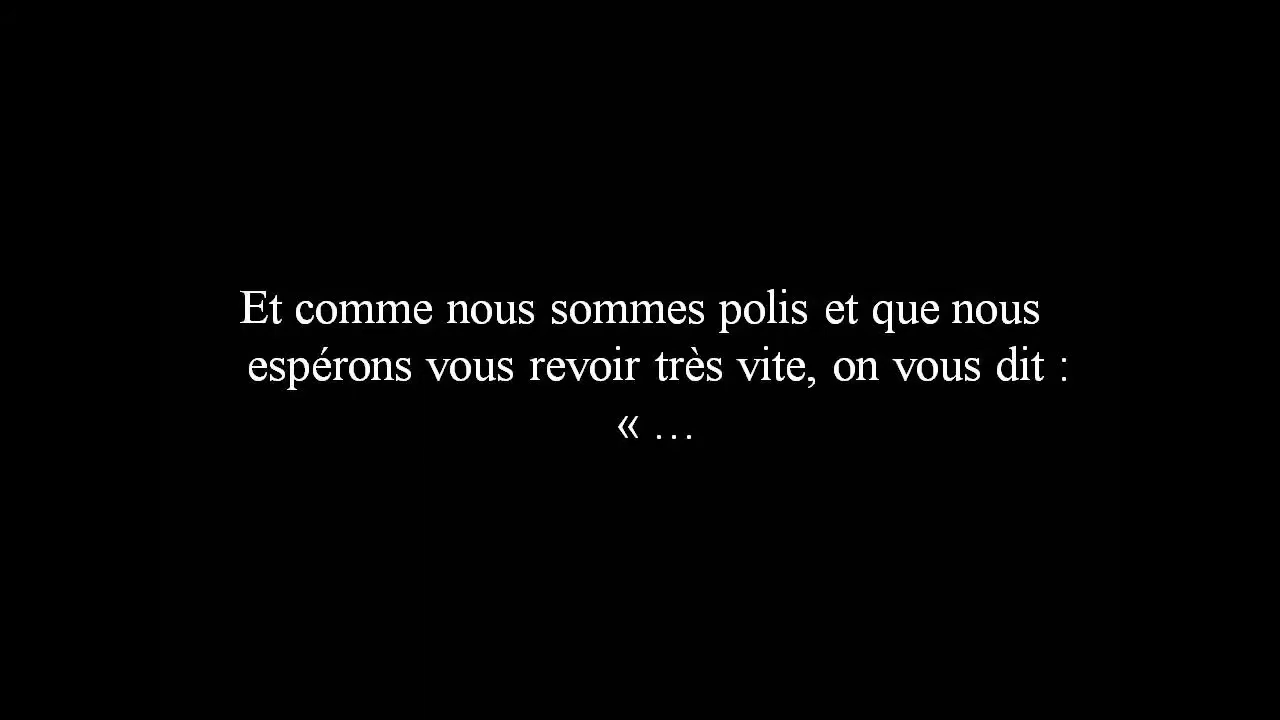 Et comme nous sommes polis et que nous
espérons vous revoir très vite, on vous dit :
« …